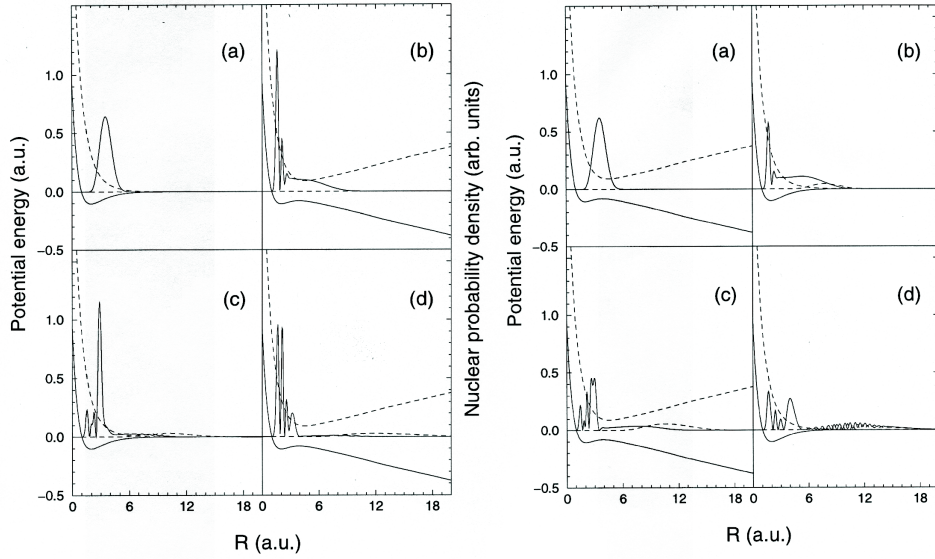 (a)
(b)
1.0
0.5
0.0
−0.5
(c)
(d)
1.0
0.5
0.0
−0.5
0 6 12 18 0 6 12 18
R (a.u.)
Potential energy (a.u.)
Nuclear probability density (arb. units)
(a)
(b)
1.0
0.5
0.0
−0.5
(c)
(d)
1.0
0.5
0.0
−0.5
0 6 12 18 0 6 12 18
R (a.u.)
Potential energy (a.u.)